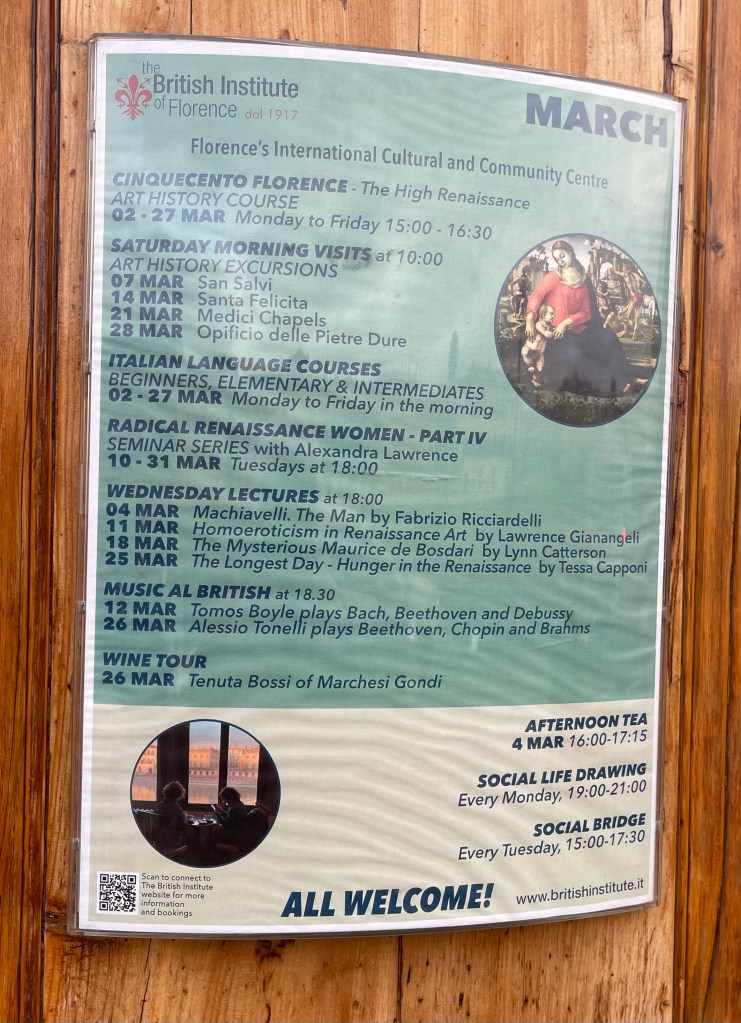 the
British Institute
of Florence dal 1917
MARCH
Florence's International Cultural and Community Centre
CINQUECENTO FLORENCE - The High Renaissance
ART HISTORY COURSE
02 - 27 MAR Monday to Friday 15:00 - 16:30
SATURDAY MORNING VISITS at 10:00
ART HISTORY EXCURSIONS
07 MAR San Salvi
14 MAR Santa Felicita
21 MAR Medici Chapels
28 MAR Opificio delle Pietre Dure
ITALIAN LANGUAGE COURSES
BEGINNERS, ELEMENTARY & INTERMEDIATES
02 - 27 MAR Monday to Friday in the morning
RADICAL RENAISSANCE WOMEN - PART IV
SEMINAR SERIES with Alexandra Lawrence
10 - 31 MAR Tuesdays at 18:00
WEDNESDAY LECTURES at 18:00
04 MAR Machiavelli. The Man by Fabrizio Ricciardelli
11 MAR Homoeroticism in Renaissance Art by Lawrence Gianangeli
18 MAR The Mysterious Maurice de Bosdari by Lynn Catterson
25 MAR The Longest Day - Hunger in the Renaissance by Tessa Capponi
MUSIC AL BRITISH at 18.30
12 MAR Tomos Boyle plays Bach, Beethoven and Debussy
26 MAR Alessio Tonelli plays Beethoven, Chopin and Brahms
WINE TOUR
26 MAR Tenuta Bossi of Marchesi Gondi
AFTERNOON TEA
4 MAR 16:00-17:15
SOCIAL LIFE DRAWING
Every Monday, 19:00-21:00
SOCIAL BRIDGE
Every Tuesday, 15:00-17:30
Scan to connect to
The British Institute
website for more
information
and bookings
ALL WELCOME!
www.britishinstitute.it